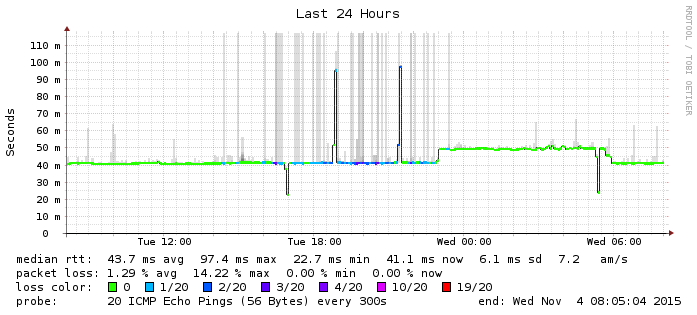 Last 24 Hours
RRDTOOL / TOBI OETIKER
Seconds
110 m
100 m
90 m
80 m
70 m
60 m
50 m
40 m
30 m
20 m
10 m
0
Tue 12:00 Tue 18:00 Wed 00:00 Wed 06:00
median rtt: 43.7 ms avg 97.4 ms max 22.7 ms min 41.1 ms now 6.1 ms sd 7.2 am/s
packet loss: 1.29 % avg 14.22 % max 0.00 % min 0.00 % now
loss color: 0 1/20 2/20 3/20 4/20 10/20 19/20
probe: 20 ICMP Echo Pings (56 Bytes) every 300s end: Wed Nov 4 08:05:04 2015